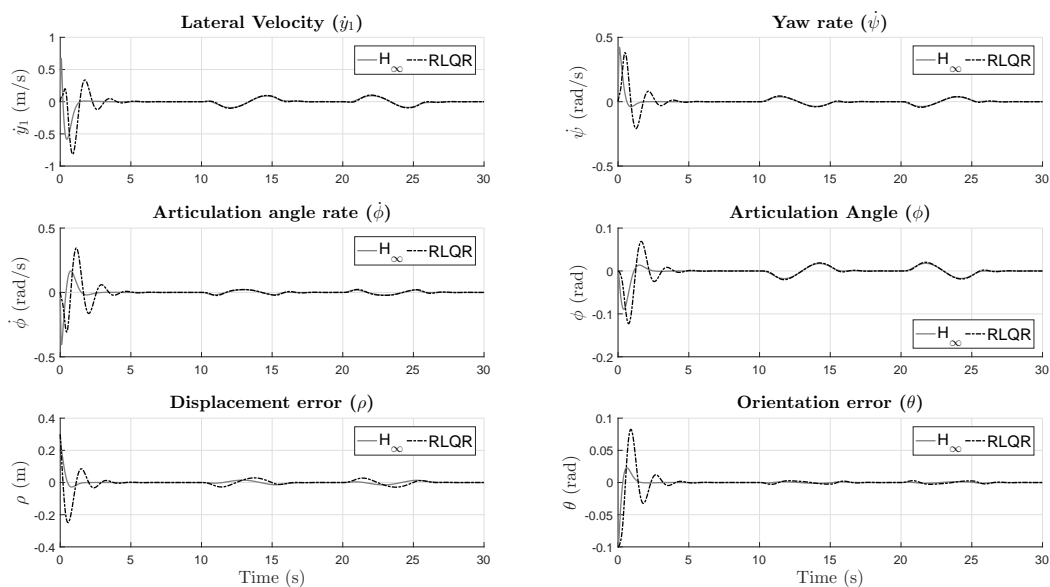 Lateral Velocity (ẏ₁)
ẏ₁ (m/s)
1
0.5
0
-0.5
-1
H∞ RLQR
0 5 10 15 20 25 30
Yaw rate (ψ̇)
ψ̇ (rad/s)
0.5
0
-0.5
H∞ RLQR
0 5 10 15 20 25 30
Articulation angle rate (φ̇)
φ̇ (rad/s)
0.5
0
-0.5
H∞ RLQR
0 5 10 15 20 25 30
Articulation Angle (φ)
φ (rad)
0.1
0
-0.1
-0.2
H∞ RLQR
0 5 10 15 20 25 30
Displacement error (ρ)
ρ (m)
0.4
0.2
0
-0.2
-0.4
H∞ RLQR
0 5 10 15 20 25 30
Time (s)
Orientation error (θ)
θ (rad)
0.1
0.05
0
-0.05
-0.1
H∞ RLQR
0 5 10 15 20 25 30
Time (s)